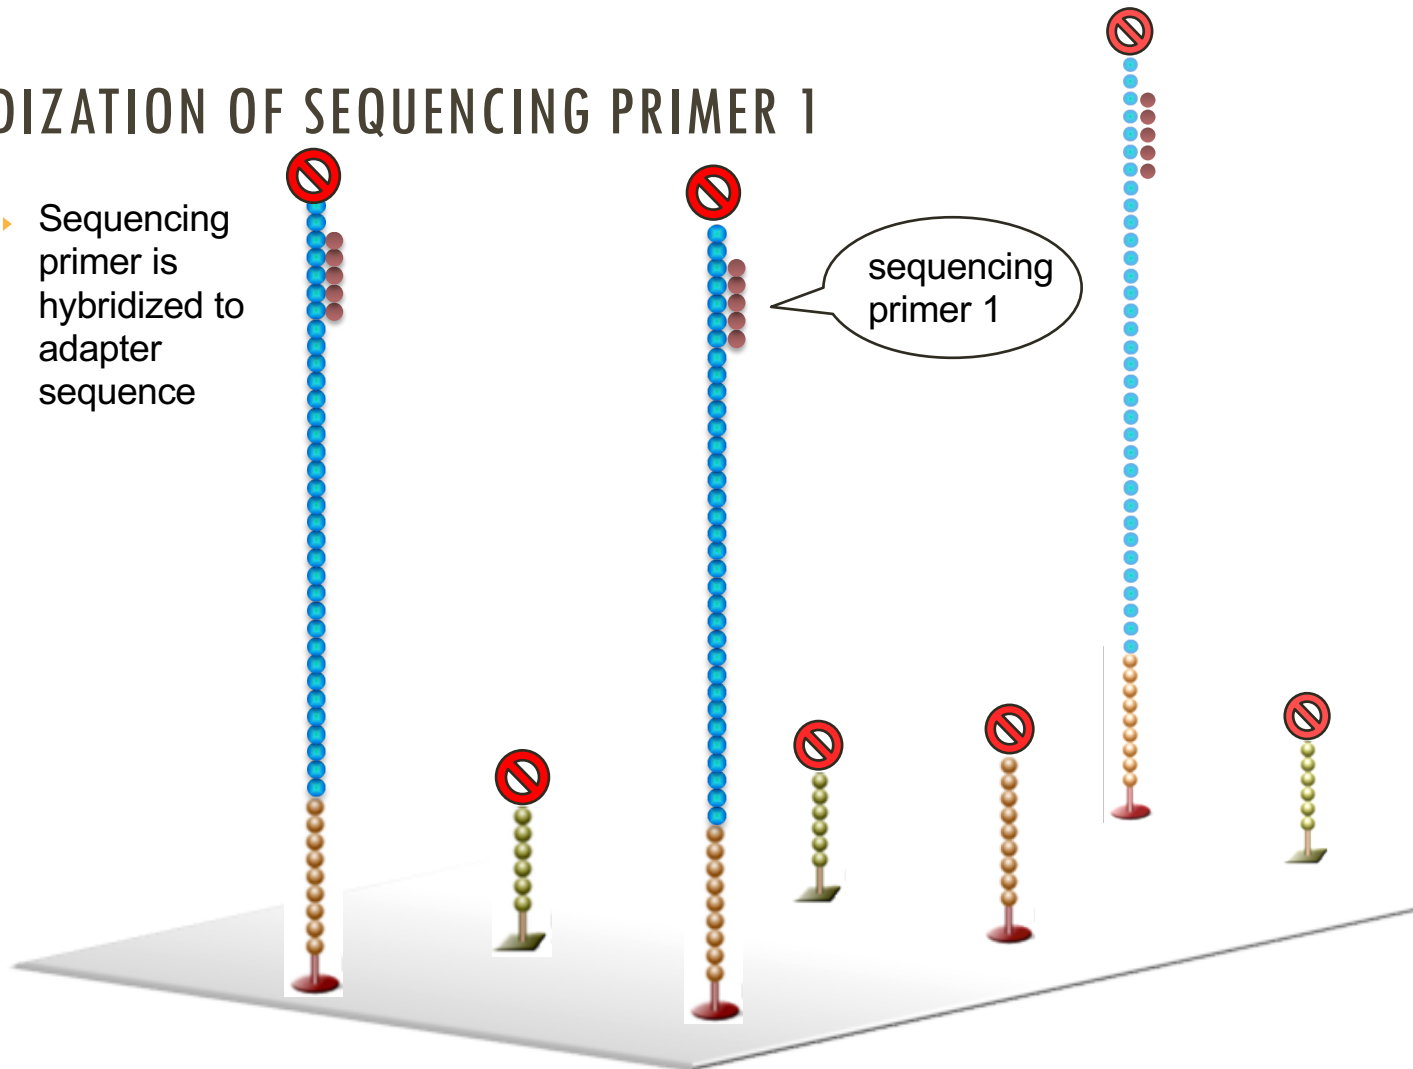 DIZATION OF SEQUENCING PRIMER 1
Sequencing
primer is
hybridized to
adapter
sequence
sequencing
primer 1